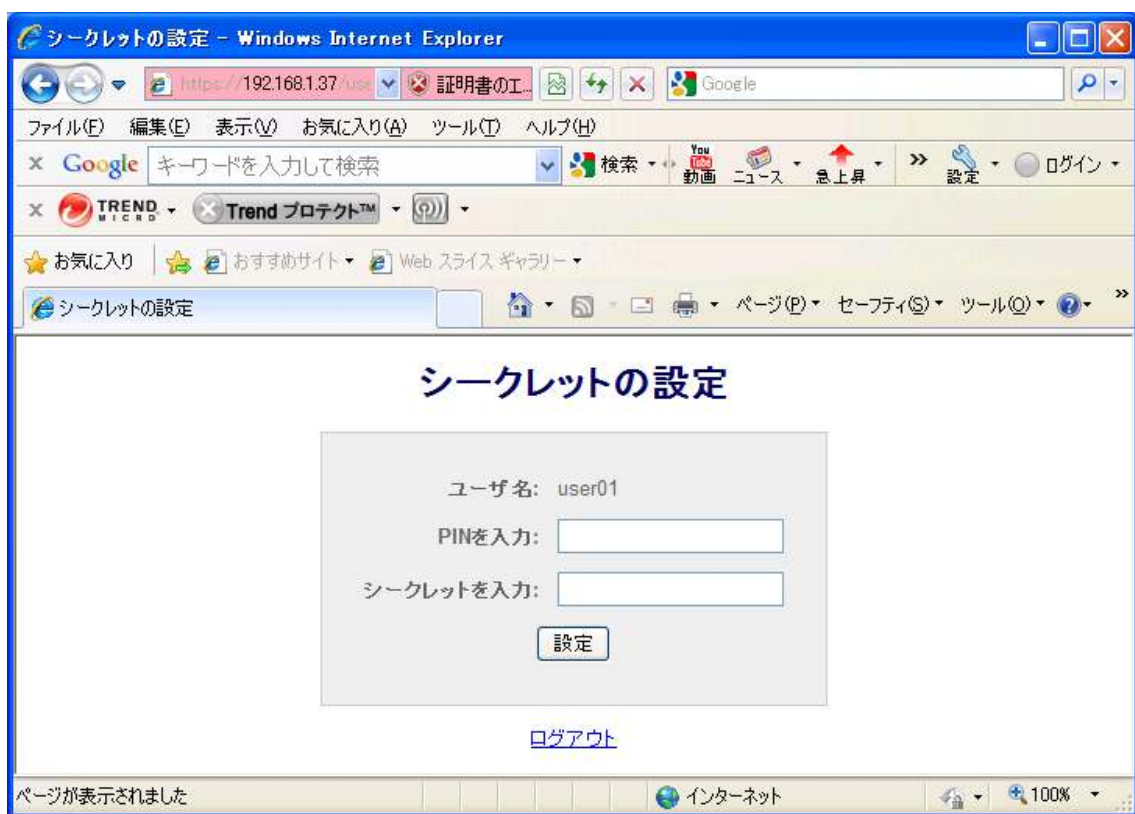 シークレットの設定 - Windows Internet Explorer
https://192.168.1.37/use 証明書のエ... Google
ファイル(F) 編集(E) 表示(V) お気に入り(A) ツール(T) ヘルプ(H)
x Google キーワードを入力して検索 検索 You Tube 動画 ニュース 急上昇 » 設定 ログイン
x TREND MICRO Trend プロテクト™
お気に入り おすすめサイト Web スライス ギャラリー
シークレットの設定 ページ(P) セーフティ(S) ツール(O) »
シークレットの設定
ユーザ名: user01
PINを入力:
シークレットを入力:
設定
ログアウト
ページが表示されました インターネット 100%